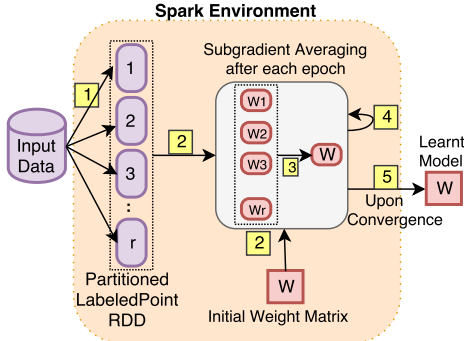 Spark Environment
Subgradient Averaging
after each epoch
1
1
2
3
:
r
Input
Data
2
W1
W2
W3
Wr
3
W
4
5
Upon
Convergence
Learnt
Model
W
2
W
Initial Weight Matrix
Partitioned
LabeledPoint
RDD